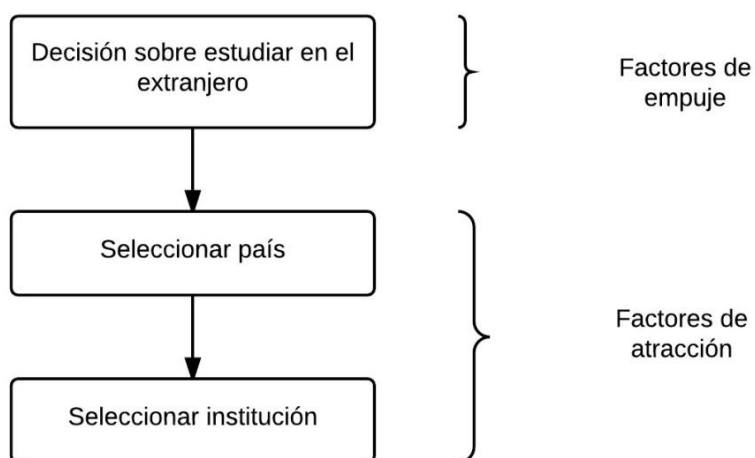 Decisión sobre estudiar en el
extranjero
Factores de
empuje
Seleccionar país
Factores de
atracción
Seleccionar institución